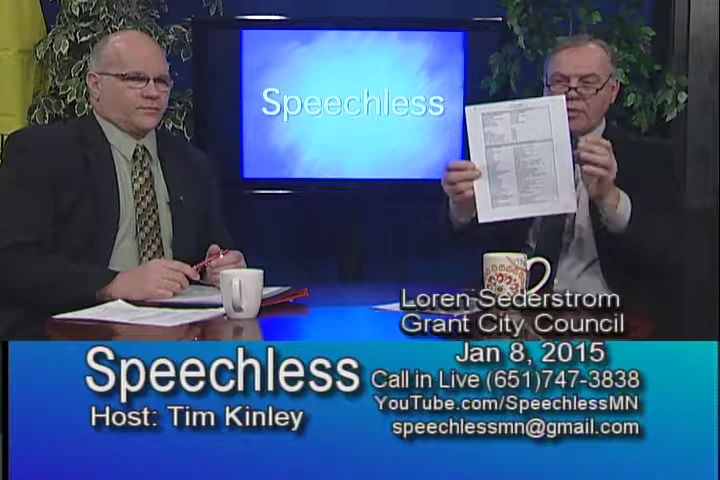 Speechless
Loren Sederstrom
Grant City Council
Jan 8, 2015
Speechless
Call in Live (651)747-3838
Host: Tim Kinley
YouTube.com/SpeechlessMN
speechlessmn@gmail.com